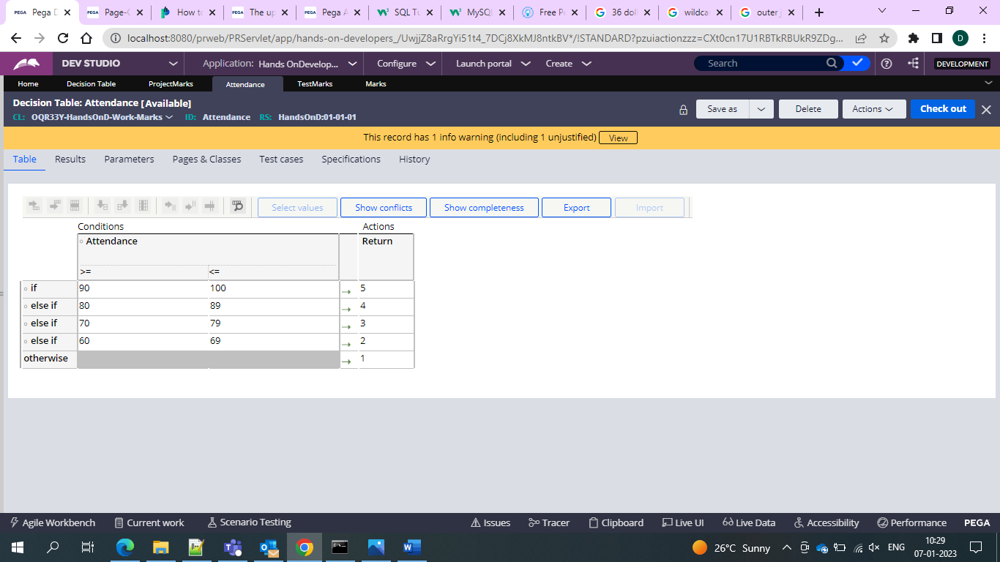 PEGA Pega D
PEGA Page-C
How to
PEGA The up
PEGA Pega A
SQL Tu
MySQL
Free P
36 doll
wildca
outer j
localhost:8080/prweb/PRServlet/app/hands-on-developers_/UwjjZ8aRrgYi51t4_7DCj8XkMJ8ntkBV*/!STANDARD?pzuiactionzzz=CXt0cn17U1RBTkRBUkR9ZDg...
D
DEV STUDIO
Application: Hands OnDevelop...
Configure
Launch portal
Create
Search
DEVELOPMENT
Home
Decision Table
ProjectMarks
Attendance
TestMarks
Marks
Decision Table: Attendance [Available]
CL: OQR33Y-HandsOnD-Work-Marks ID: Attendance RS: HandsOnD:01-01-01
Save as
Delete
Actions
Check out
This record has 1 info warning (including 1 unjustified) View
Table
Results
Parameters
Pages & Classes
Test cases
Specifications
History
Select values
Show conflicts
Show completeness
Export
Import
Conditions Actions
Attendance Return
>= <=
if 90 100 5
else if 80 89 4
else if 70 79 3
else if 60 69 2
otherwise 1
Agile Workbench
Current work
Scenario Testing
Issues
Tracer
Clipboard
Live UI
Live Data
Accessibility
Performance
PEGA
26°C Sunny
ENG
10:29
07-01-2023